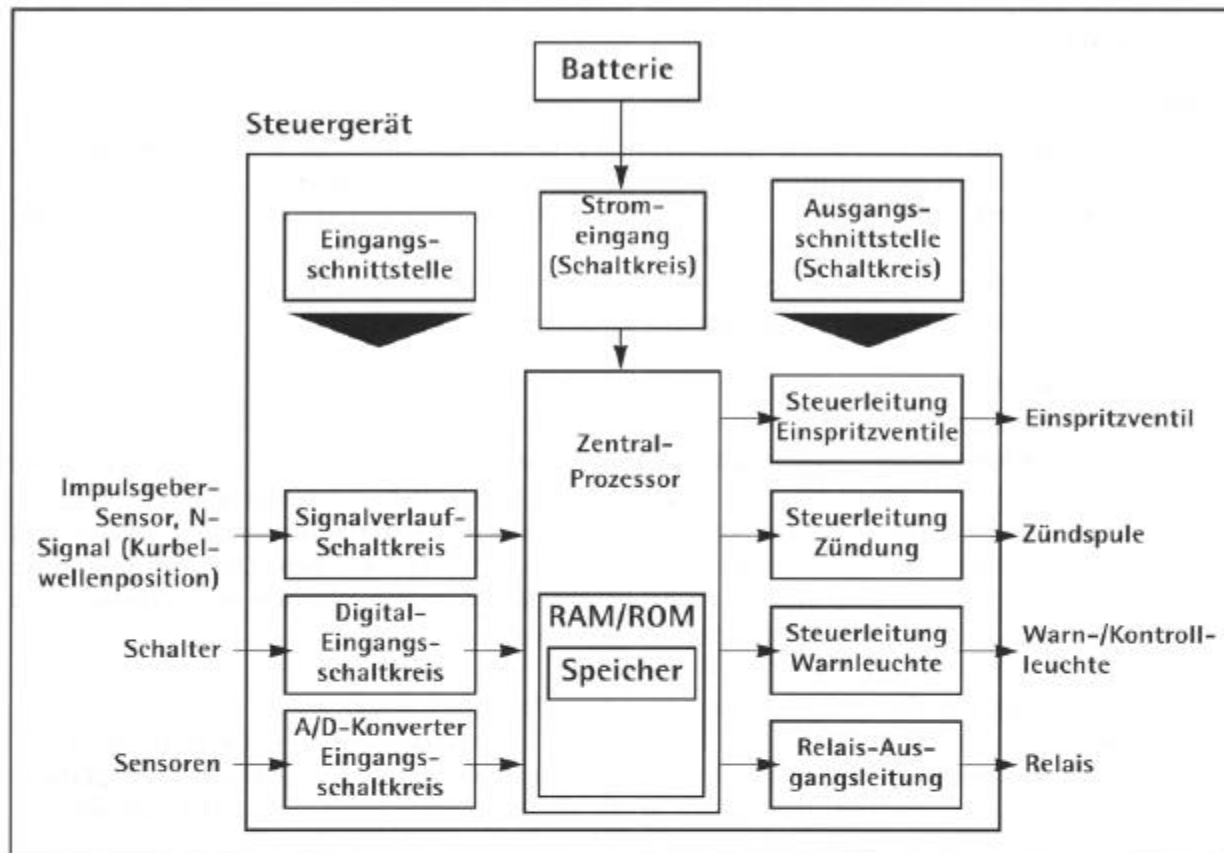 Batterie
Steuergerät
Eingangs-
schnittstelle
Strom-
eingang
(Schaltkreis)
Ausgangs-
schnittstelle
(Schaltkreis)
Zentral-
Prozessor
RAM/ROM
Speicher
Impulsgeber-
Sensor, N-
Signal (Kurbel-
wellenposition)
Signalverlauf-
Schaltkreis
Schalter
Digital-
Eingangs-
schaltkreis
Sensoren
A/D-Konverter
Eingangs-
schaltkreis
Steuerleitung
Einspritzventile
Einspritzventil
Steuerleitung
Zündung
Zündspule
Steuerleitung
Warnleuchte
Warn-/Kontroll-
leuchte
Relais-Aus-
gangsleitung
Relais